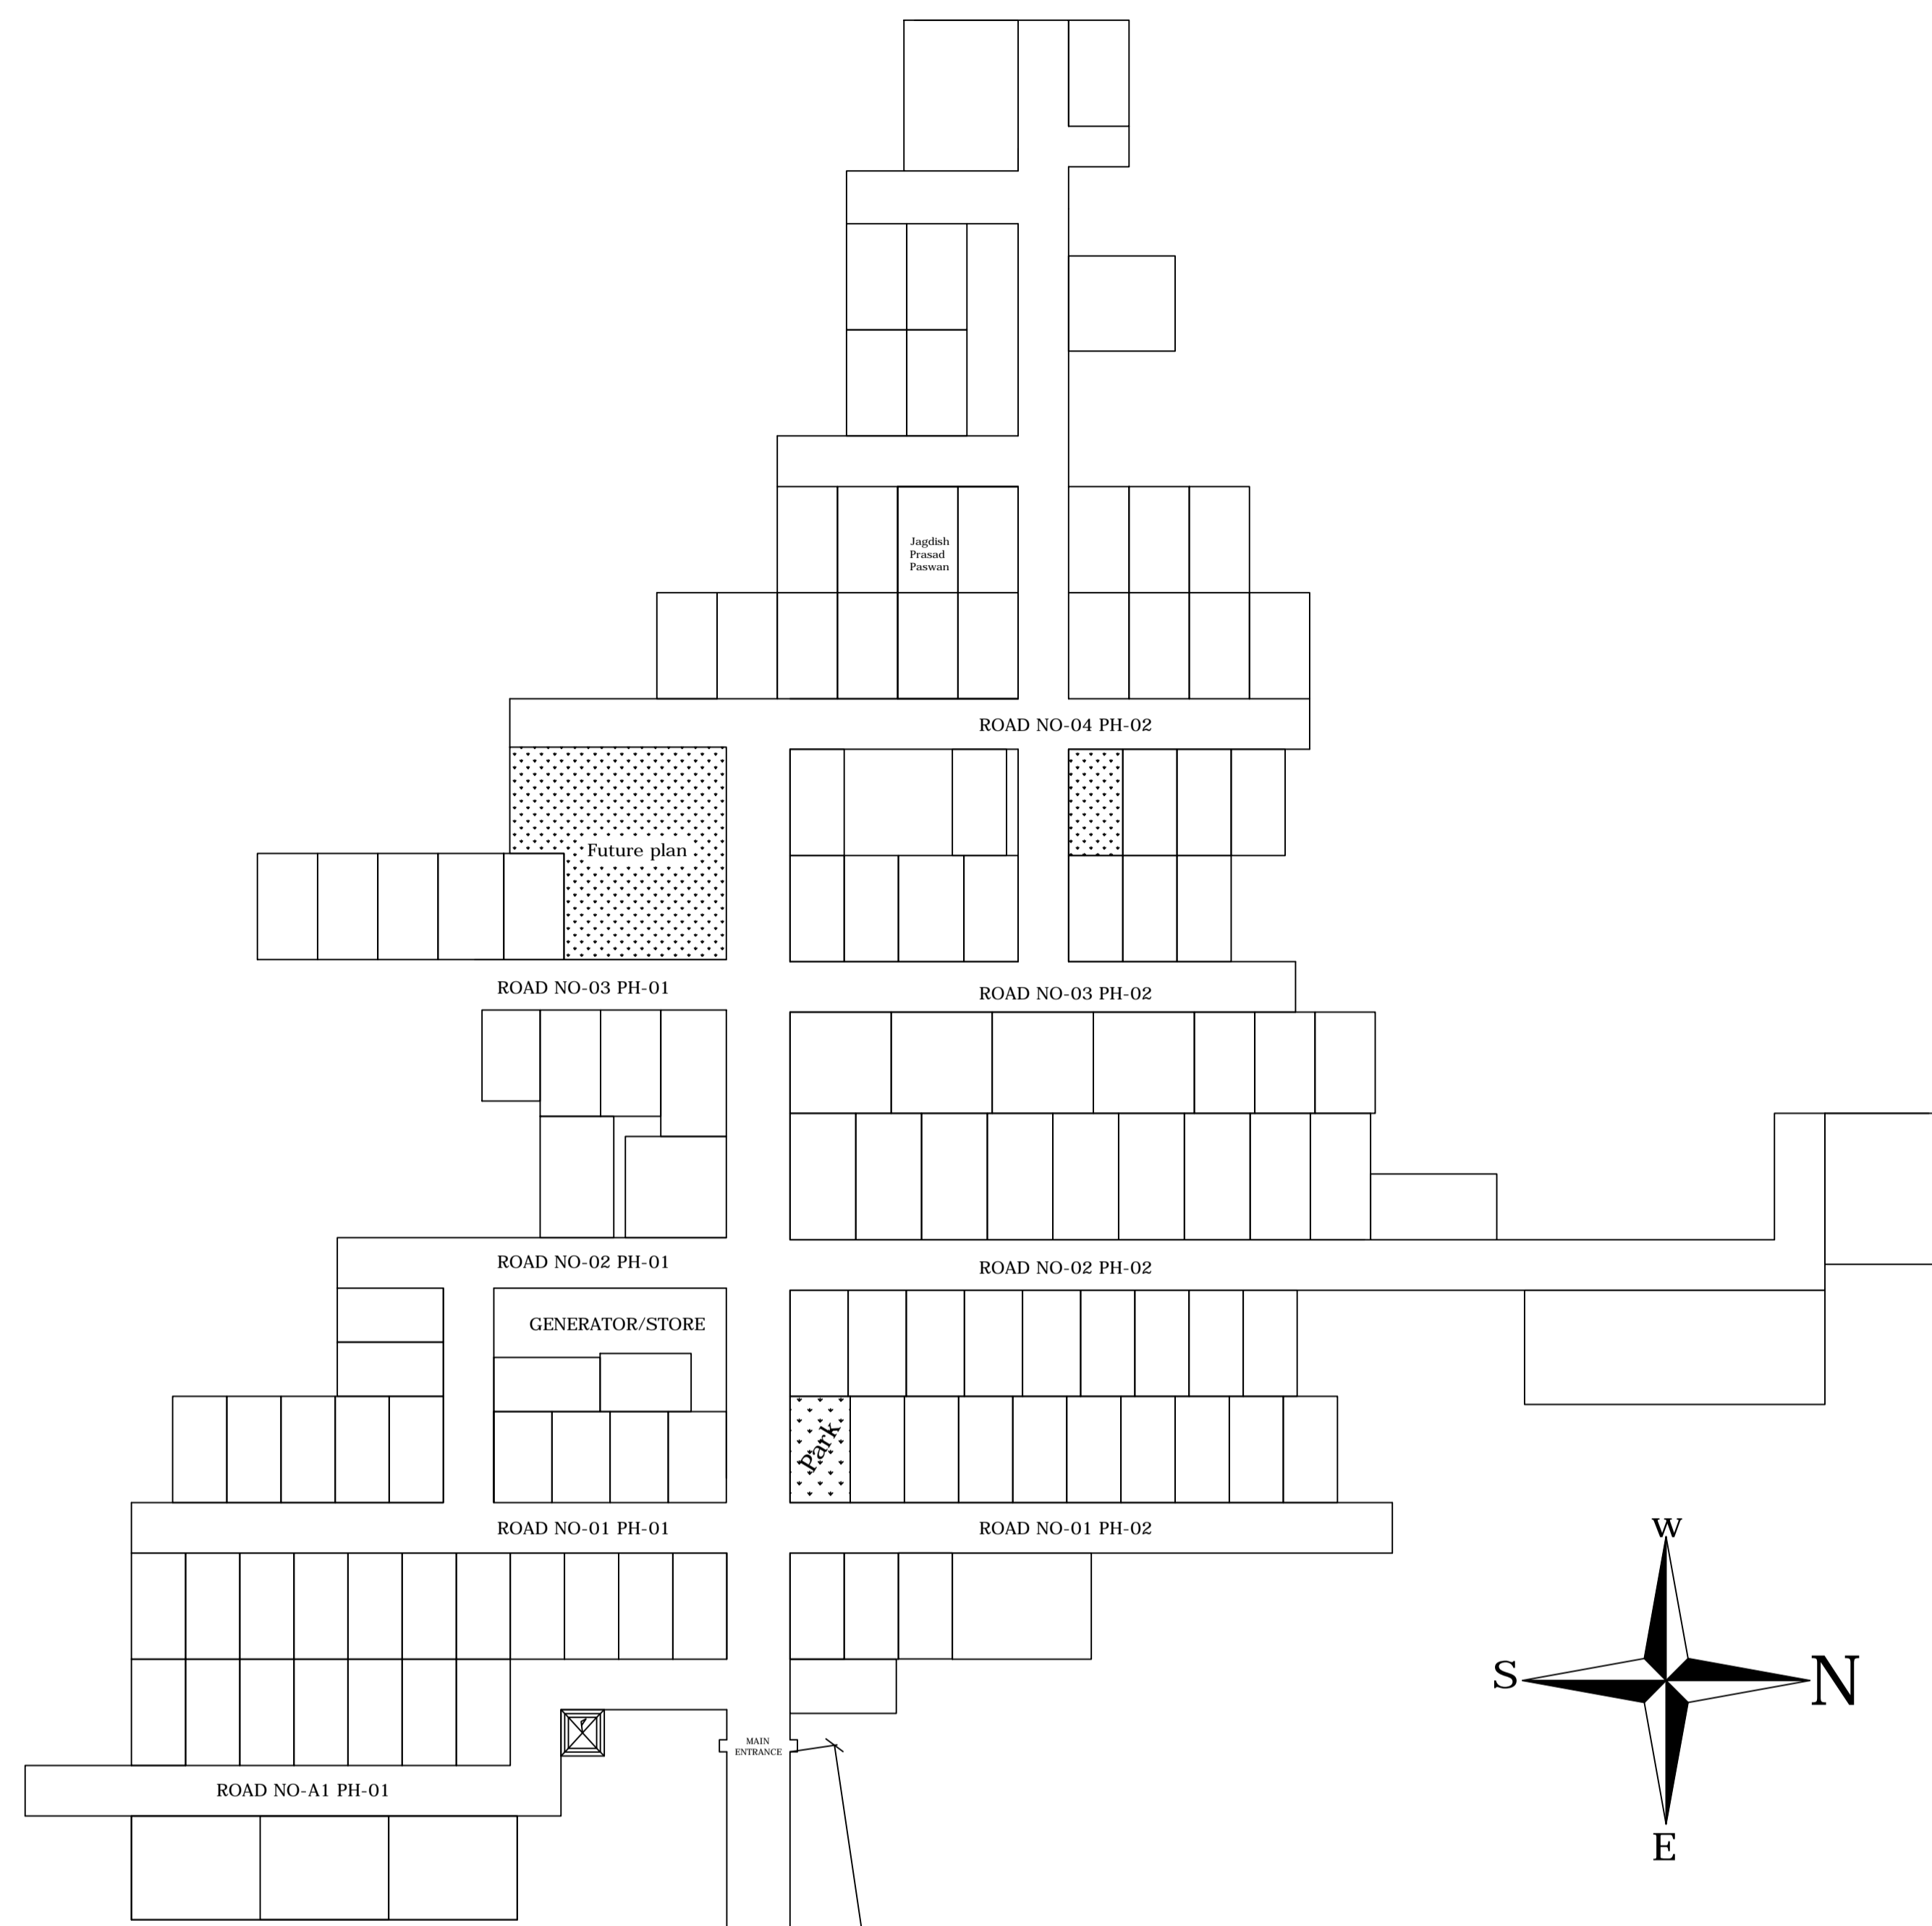 Jagdish
Prasad
Paswan
ROAD NO-04 PH-02
Future plan
ROAD NO-03 PH-01
ROAD NO-03 PH-02
ROAD NO-02 PH-01
ROAD NO-02 PH-02
GENERATOR/STORE
Park
ROAD NO-01 PH-01
ROAD NO-01 PH-02
W
S
N
E
MAIN
ENTRANCE
ROAD NO-A1 PH-01